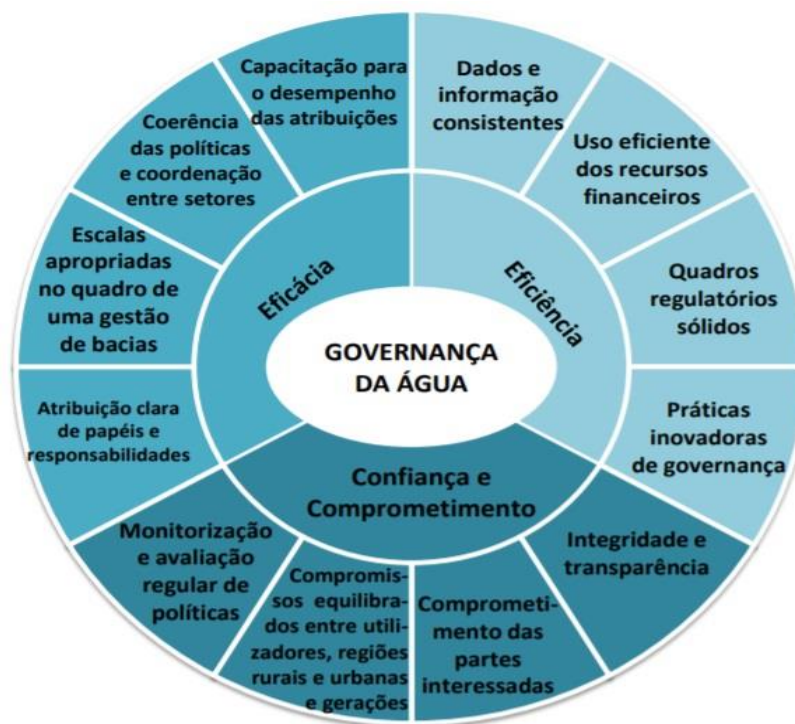 Capacitação para
o desempenho
das atribuições
Dados e
informação
consistentes
Uso eficiente
dos recursos
financeiros
Quadros
regulatórios
sólidos
Práticas
inovadoras
de governança
Integridade e
transparência
Comprometi-
mento das
partes
interessadas
Compromis-
sos equilibra-
dos entre utili-
zadores, regiões
rurais e urbanas
e gerações
Monitorização
e avaliação
regular de
políticas
Atribuição clara
de papéis e
responsabilidades
Escalas
apropriadas
no quadro de
uma gestão
de bacias
Coerência
das políticas
e coordenação
entre setores
Eficácia
Eficiência
Confiança e
Comprometimento
GOVERNANÇA
DA ÁGUA